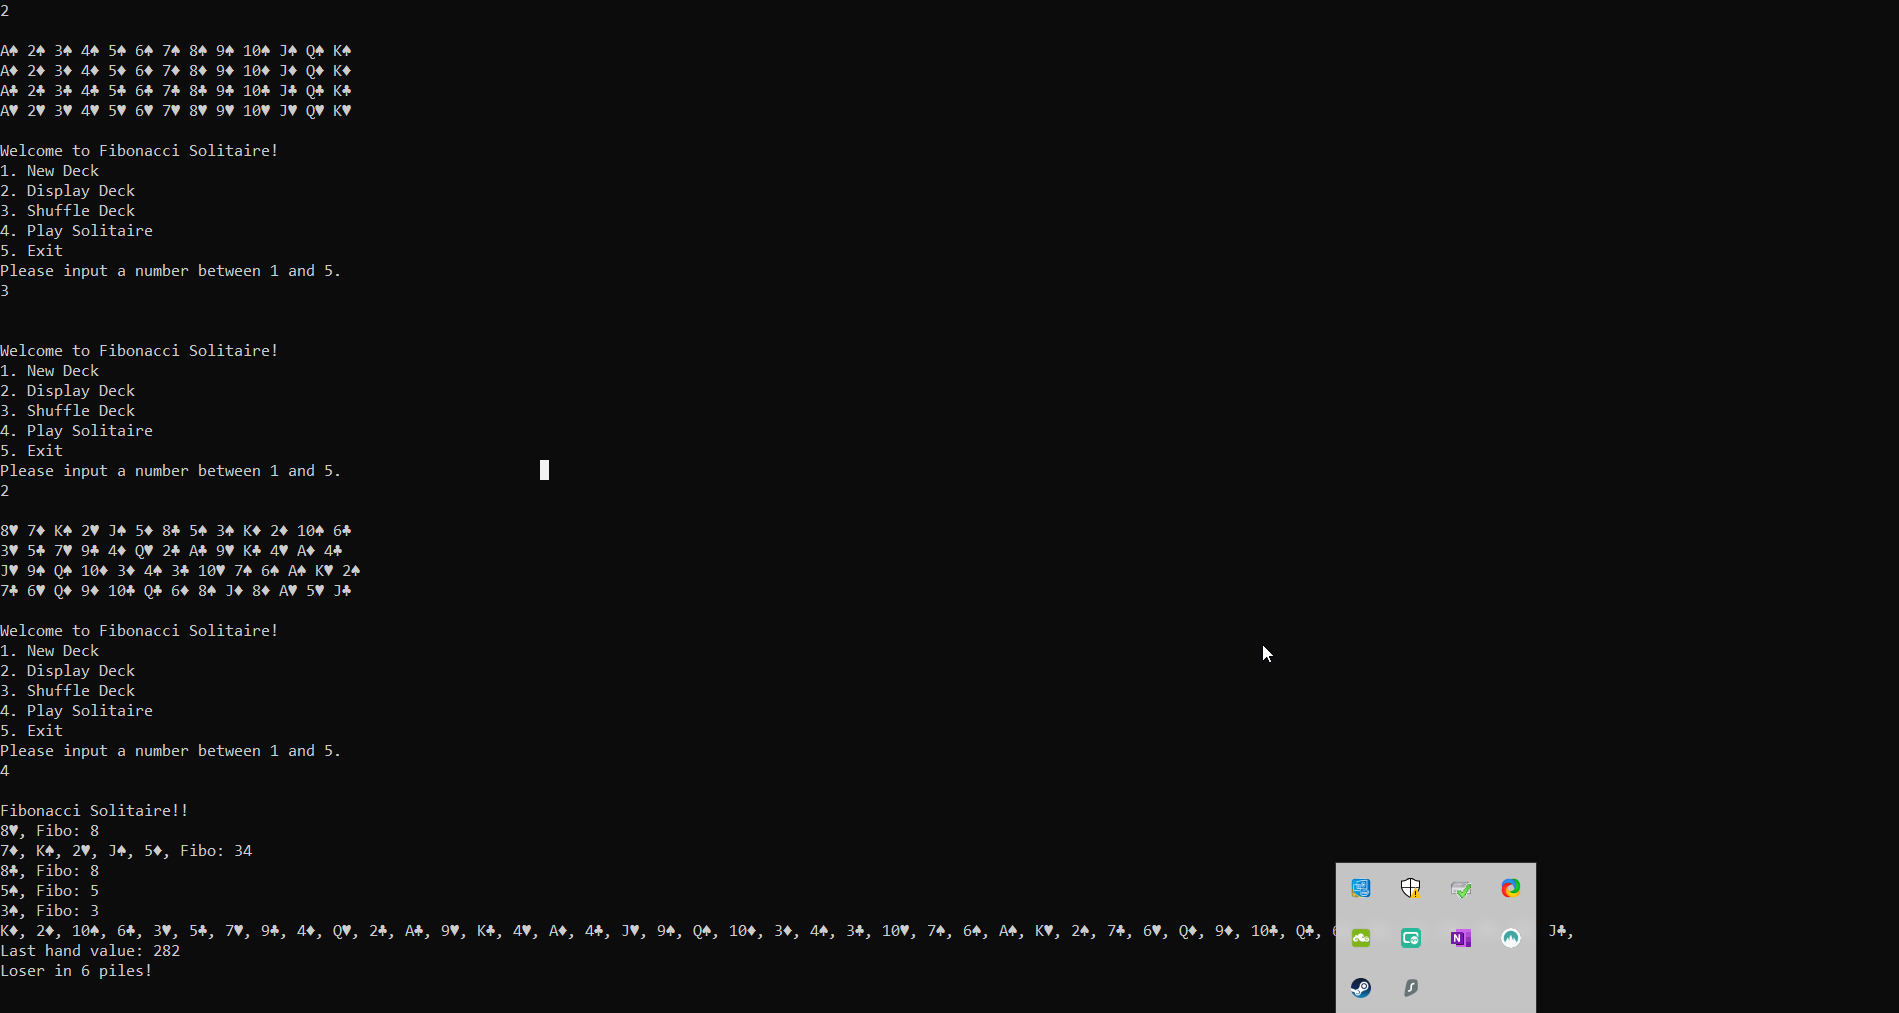 2
A♠ 2♠ 3♠ 4♠ 5♠ 6♠ 7♠ 8♠ 9♠ 10♠ J♠ Q♠ K♠
A♦ 2♦ 3♦ 4♦ 5♦ 6♦ 7♦ 8♦ 9♦ 10♦ J♦ Q♦ K♦
A♣ 2♣ 3♣ 4♣ 5♣ 6♣ 7♣ 8♣ 9♣ 10♣ J♣ Q♣ K♣
A♥ 2♥ 3♥ 4♥ 5♥ 6♥ 7♥ 8♥ 9♥ 10♥ J♥ Q♥ K♥
Welcome to Fibonacci Solitaire!
1. New Deck
2. Display Deck
3. Shuffle Deck
4. Play Solitaire
5. Exit
Please input a number between 1 and 5.
3
Welcome to Fibonacci Solitaire!
1. New Deck
2. Display Deck
3. Shuffle Deck
4. Play Solitaire
5. Exit
Please input a number between 1 and 5.
2
8♥ 7♦ K♠ 2♥ J♠ 5♦ 8♣ 5♠ 3♠ K♦ 2♦ 10♠ 6♣
3♥ 5♣ 7♥ 9♣ 4♦ Q♥ 2♣ A♣ 9♥ K♣ 4♥ A♦ 4♣
J♥ 9♠ Q♠ 10♦ 3♦ 4♠ 3♣ 10♥ 7♠ 6♠ A♠ K♥ 2♠
7♣ 6♥ Q♦ 9♦ 10♣ Q♣ 6♦ 8♠ J♦ 8♦ A♥ 5♥ J♣
Welcome to Fibonacci Solitaire!
1. New Deck
2. Display Deck
3. Shuffle Deck
4. Play Solitaire
5. Exit
Please input a number between 1 and 5.
4
Fibonacci Solitaire!!
8♥, Fibo: 8
7♦, K♠, 2♥, J♠, 5♦, Fibo: 34
8♣, Fibo: 8
5♠, Fibo: 5
3♠, Fibo: 3
K♦, 2♦, 10♠, 6♣, 3♥, 5♣, 7♥, 9♣, 4♦, Q♥, 2♣, A♣, 9♥, K♣, 4♥, A♦, 4♣, J♥, 9♠, Q♠, 10♦, 3♦, 4♠, 3♣, 10♥, 7♠, 6♠, A♠, K♥, 2♠, 7♣, 6♥, Q♦, 9♦, 10♣, Q♣, J♣,
Last hand value: 282
Loser in 6 piles!